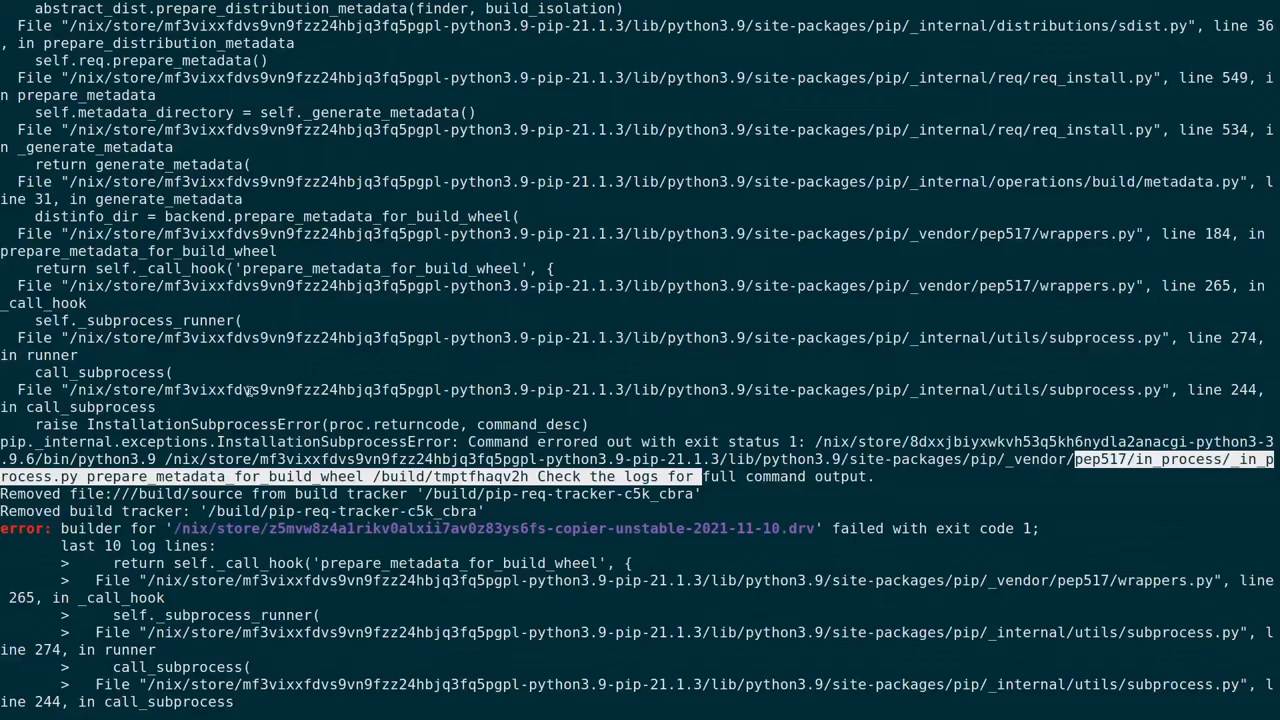 abstract_dist.prepare_distribution_metadata(finder, build_isolation)
  File "/nix/store/mf3vixxfdvs9vn9fzz24hbjq3fq5pgpl-python3.9-pip-21.1.3/lib/python3.9/site-packages/pip/_internal/distributions/sdist.py", line 36
, in prepare_distribution_metadata
    self.req.prepare_metadata()
  File "/nix/store/mf3vixxfdvs9vn9fzz24hbjq3fq5pgpl-python3.9-pip-21.1.3/lib/python3.9/site-packages/pip/_internal/req/req_install.py", line 549, i
n prepare_metadata
    self.metadata_directory = self._generate_metadata()
  File "/nix/store/mf3vixxfdvs9vn9fzz24hbjq3fq5pgpl-python3.9-pip-21.1.3/lib/python3.9/site-packages/pip/_internal/req/req_install.py", line 534, i
n _generate_metadata
    return generate_metadata(
  File "/nix/store/mf3vixxfdvs9vn9fzz24hbjq3fq5pgpl-python3.9-pip-21.1.3/lib/python3.9/site-packages/pip/_internal/operations/build/metadata.py", l
ine 31, in generate_metadata
    distinfo_dir = backend.prepare_metadata_for_build_wheel(
  File "/nix/store/mf3vixxfdvs9vn9fzz24hbjq3fq5pgpl-python3.9-pip-21.1.3/lib/python3.9/site-packages/pip/_vendor/pep517/wrappers.py", line 184, in
prepare_metadata_for_build_wheel
    return self._call_hook('prepare_metadata_for_build_wheel', {
  File "/nix/store/mf3vixxfdvs9vn9fzz24hbjq3fq5pgpl-python3.9-pip-21.1.3/lib/python3.9/site-packages/pip/_vendor/pep517/wrappers.py", line 265, in
_call_hook
    self._subprocess_runner(
  File "/nix/store/mf3vixxfdvs9vn9fzz24hbjq3fq5pgpl-python3.9-pip-21.1.3/lib/python3.9/site-packages/pip/_internal/utils/subprocess.py", line 274,
in runner
    call_subprocess(
  File "/nix/store/mf3vixxfdvs9vn9fzz24hbjq3fq5pgpl-python3.9-pip-21.1.3/lib/python3.9/site-packages/pip/_internal/utils/subprocess.py", line 244,
in call_subprocess
    raise InstallationSubprocessError(proc.returncode, command_desc)
pip._internal.exceptions.InstallationSubprocessError: Command errored out with exit status 1: /nix/store/8dxxjbiyxwkvh53q5kh6nydla2anacgi-python3-3
.9.6/bin/python3.9 /nix/store/mf3vixxfdvs9vn9fzz24hbjq3fq5pgpl-python3.9-pip-21.1.3/lib/python3.9/site-packages/pip/_vendor/pep517/in_process/_in_p
rocess.py prepare_metadata_for_build_wheel /build/tmptfhaqv2h Check the logs for full command output.
Removed file:///build/source from build tracker '/build/pip-req-tracker-c5k_cbra'
Removed build tracker: '/build/pip-req-tracker-c5k_cbra'
error: builder for '/nix/store/z5mvw8z4a1rikv0alxii7av0z83ys6fs-copier-unstable-2021-11-10.drv' failed with exit code 1;
       last 10 log lines:
       >     return self._call_hook('prepare_metadata_for_build_wheel', {
       >   File "/nix/store/mf3vixxfdvs9vn9fzz24hbjq3fq5pgpl-python3.9-pip-21.1.3/lib/python3.9/site-packages/pip/_vendor/pep517/wrappers.py", line
 265, in _call_hook
       >     self._subprocess_runner(
       >   File "/nix/store/mf3vixxfdvs9vn9fzz24hbjq3fq5pgpl-python3.9-pip-21.1.3/lib/python3.9/site-packages/pip/_internal/utils/subprocess.py", l
ine 274, in runner
       >     call_subprocess(
       >   File "/nix/store/mf3vixxfdvs9vn9fzz24hbjq3fq5pgpl-python3.9-pip-21.1.3/lib/python3.9/site-packages/pip/_internal/utils/subprocess.py", l
ine 244, in call_subprocess